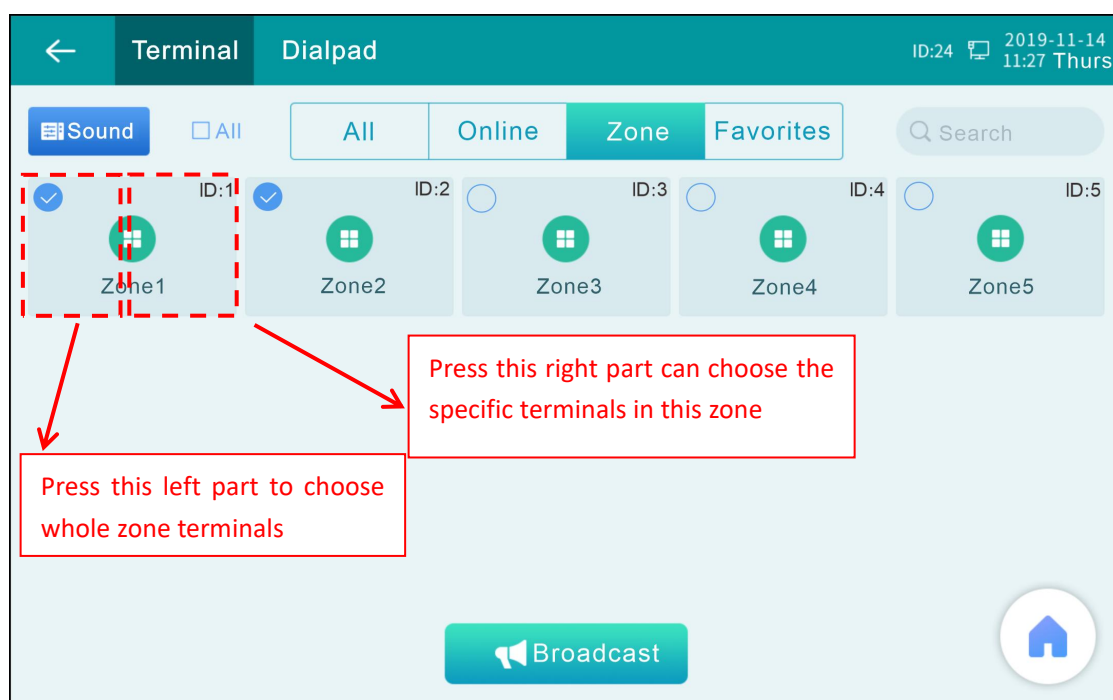 Terminal Dialpad ID:24 2019-11-14
11:27 Thurs
Sound All All Online Zone Favorites Search
ID:1 ID:2 ID:3 ID:4 ID:5
Zone1 Zone2 Zone3 Zone4 Zone5
Press this right part can choose the
specific terminals in this zone
Press this left part to choose
whole zone terminals
Broadcast